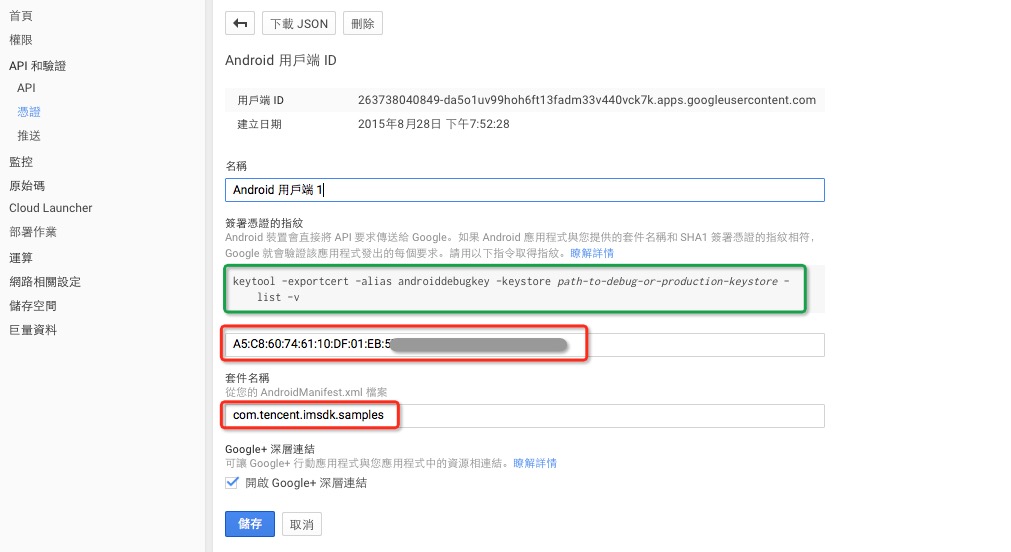 首頁
權限
API 和驗證
API
憑證
推送
監控
原始碼
Cloud Launcher
部署作業
運算
網路相關設定
儲存空間
巨量資料
下載 JSON
刪除
Android 用戶端 ID
用戶端 ID 263738040849-da5o1uv99hoh6ft13fadm33v440vck7k.apps.googleusercontent.com
建立日期 2015年8月28日 下午7:52:28
名稱
Android 用戶端 1
簽署憑證的指紋
Android 裝置會直接將 API 要求傳送給 Google。如果 Android 應用程式與您提供的套件名稱和 SHA1 簽署憑證的指紋相符，
Google 就會驗證該應用程式發出的每個要求。請用以下指令取得指紋。瞭解詳情
keytool -exportcert -alias androiddebugkey -keystore path-to-debug-or-production-keystore -
list -v
A5:C8:60:74:61:10:DF:01:EB:5
套件名稱
從您的 AndroidManifest.xml 檔案
com.tencent.imsdk.samples
Google+ 深層連結
可讓 Google+ 行動應用程式與您應用程式中的資源相連結。瞭解詳情
開啟 Google+ 深層連結
儲存
取消